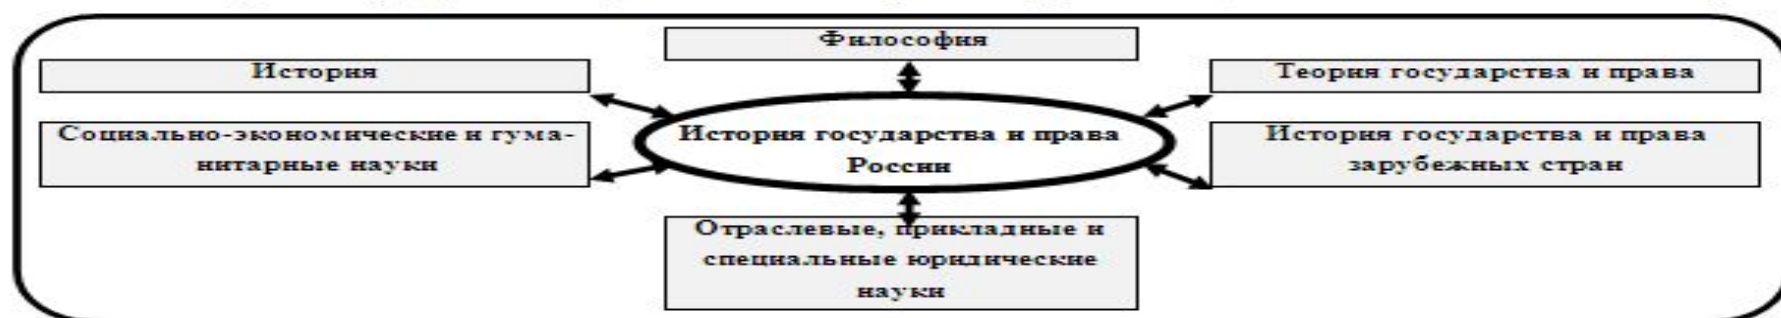 Философия
История
Теория государства и права
Социально-экономические и гума-
нитарные науки
История государства и права
России
История государства и права
зарубежных стран
Отраслевые, прикладные и
специальные юридические
науки